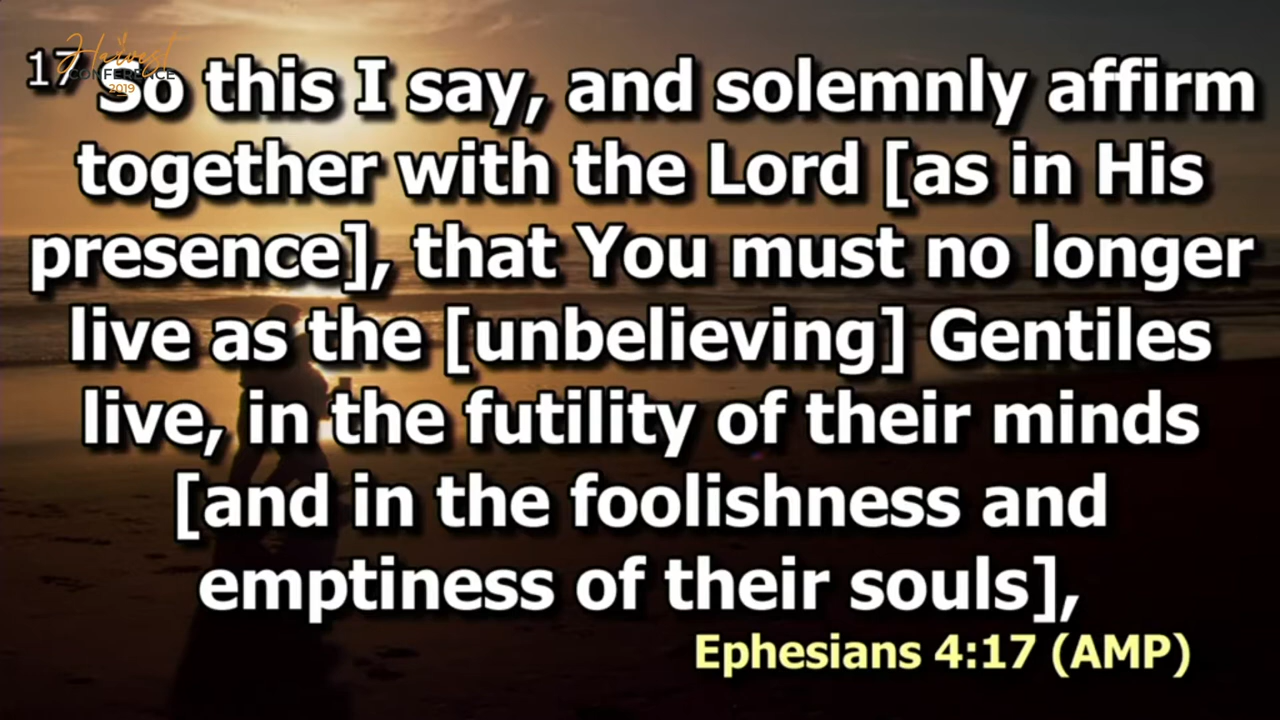 Harvest
CONFERENCE
2019
17 So this I say, and solemnly affirm
together with the Lord [as in His
presence], that You must no longer
live as the [unbelieving] Gentiles
live, in the futility of their minds
[and in the foolishness and
emptiness of their souls],
Ephesians 4:17 (AMP)